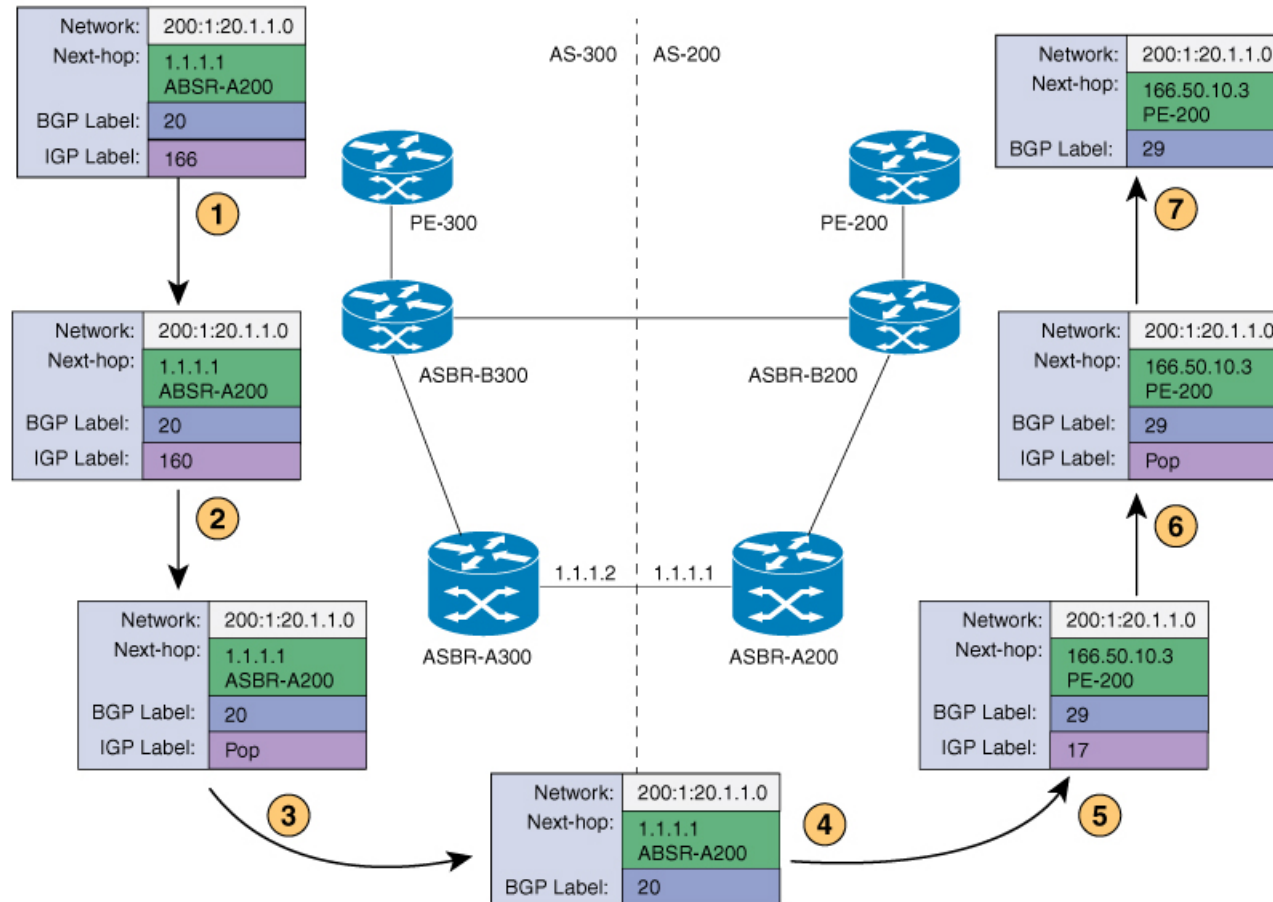 Network: 200:1:20.1.1.0
Next-hop: 1.1.1.1
ABSR-A200
BGP Label: 20
IGP Label: 166
1
Network: 200:1:20.1.1.0
Next-hop: 1.1.1.1
ABSR-A200
BGP Label: 20
IGP Label: 160
2
Network: 200:1:20.1.1.0
Next-hop: 1.1.1.1
ASBR-A200
BGP Label: 20
IGP Label: Pop
3
AS-300
AS-200
PE-300
PE-200
ASBR-B300
ASBR-B200
1.1.1.2
1.1.1.1
ASBR-A300
ASBR-A200
Network: 200:1:20.1.1.0
Next-hop: 1.1.1.1
ABSR-A200
BGP Label: 20
4
5
Network: 200:1:20.1.1.0
Next-hop: 166.50.10.3
PE-200
BGP Label: 29
IGP Label: 17
6
Network: 200:1:20.1.1.0
Next-hop: 166.50.10.3
PE-200
BGP Label: 29
IGP Label: Pop
7
Network: 200:1:20.1.1.0
Next-hop: 166.50.10.3
PE-200
BGP Label: 29